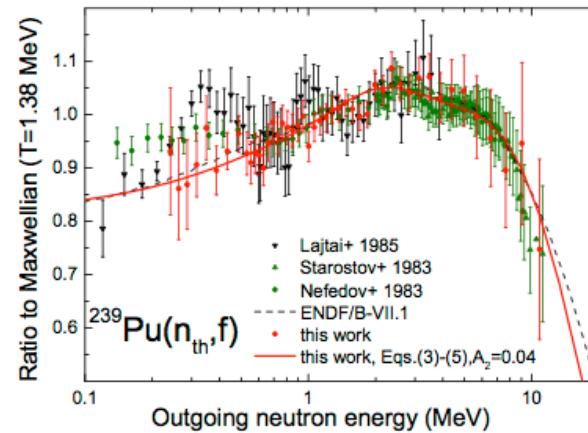 Ratio to Maxwellian (T=1.38 MeV)
1.1
1.0
0.9
0.8
0.7
0.6
Lajtai+ 1985
Starostov+ 1983
Nefedov+ 1983
ENDF/B-VII.1
this work
this work, Eqs.(3)-(5),A₂=0.04
²³⁹Pu(nₜₕ,f)
0.1
1
10
Outgoing neutron energy (MeV)